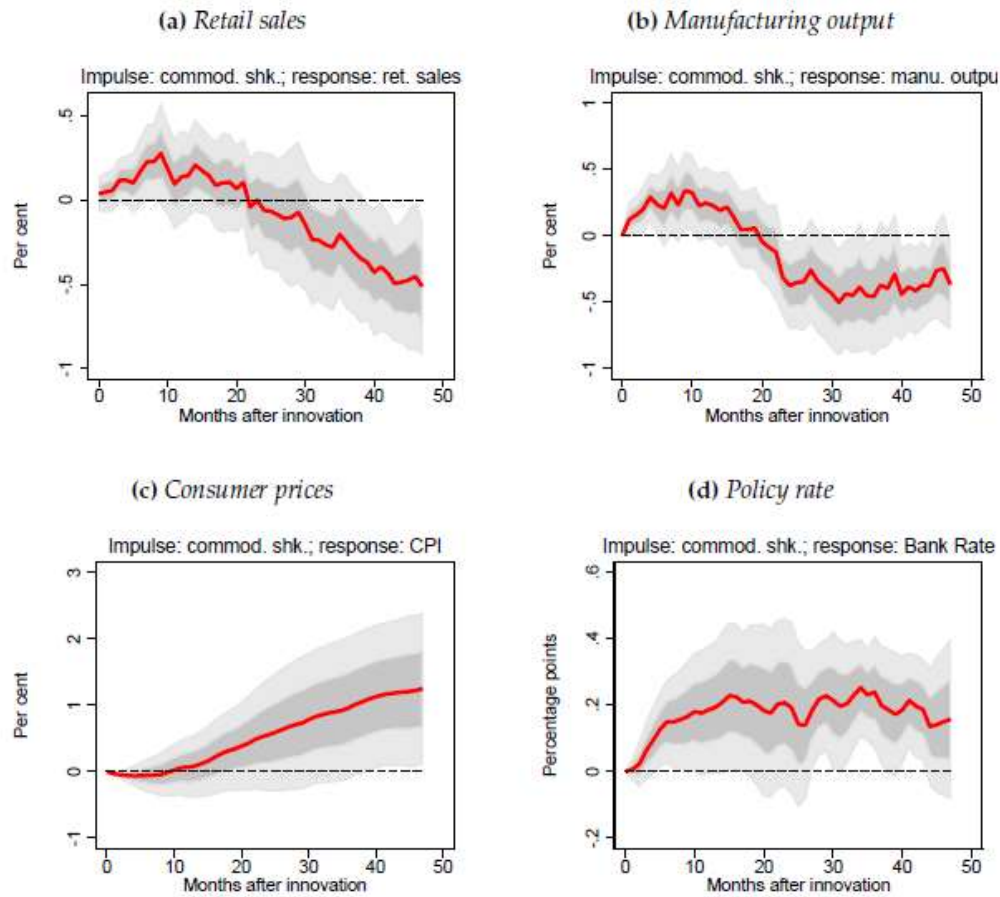 (a) Retail sales
Impulse: commod. shk.; response: ret. sales
Per cent
.5
0
-.5
-1
0 10 20 30 40 50
Months after innovation
(b) Manufacturing output
Impulse: commod. shk.; response: manu. outpu
Per cent
1
.5
0
-.5
-1
0 10 20 30 40 50
Months after innovation
(c) Consumer prices
Impulse: commod. shk.; response: CPI
Per cent
3
2
1
0
-1
0 10 20 30 40 50
Months after innovation
(d) Policy rate
Impulse: commod. shk.; response: Bank Rate
Percentage points
.6
.4
.2
0
-.2
0 10 20 30 40 50
Months after innovation